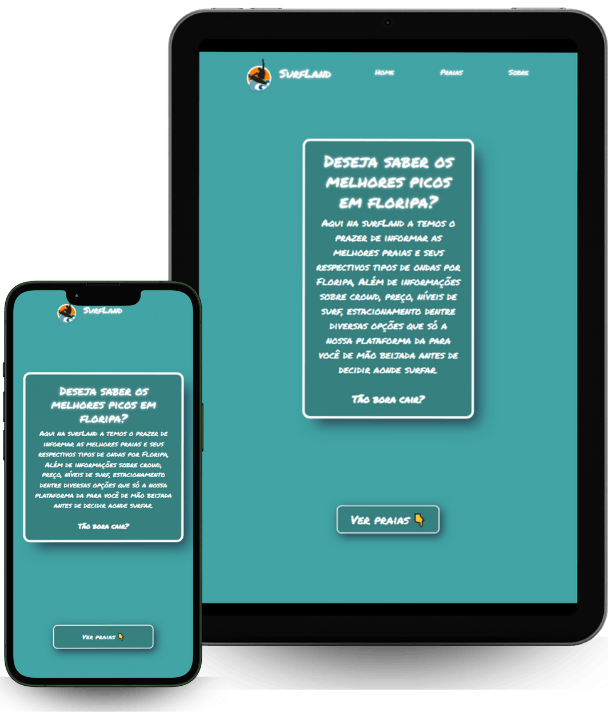 SurfLand Home Praias Sobre
Deseja saber os
melhores picos
em floripa?
Aqui na surfLand a temos o
prazer de informar as
melhores praias e seus
respectivos tipos de ondas por
Floripa, Além de informações
sobre crowd, preço, níveis de
surf, estacionamento dentre
diversas opções que só a
nossa plataforma da para
você de mão beijada antes de
decidir aonde surfar.
Tão bora cair?
Ver praias 👇
SurfLand
Deseja saber os
melhores picos em
floripa?
Aqui na surfLand a temos o prazer de
informar as melhores praias e seus
respectivos tipos de ondas por Floripa,
Além de informações sobre crowd,
preço, níveis de surf, estacionamento
dentre diversas opções que só a nossa
plataforma da para você de mão beijada
antes de decidir aonde surfar.
Tão bora cair?
Ver praias 👇